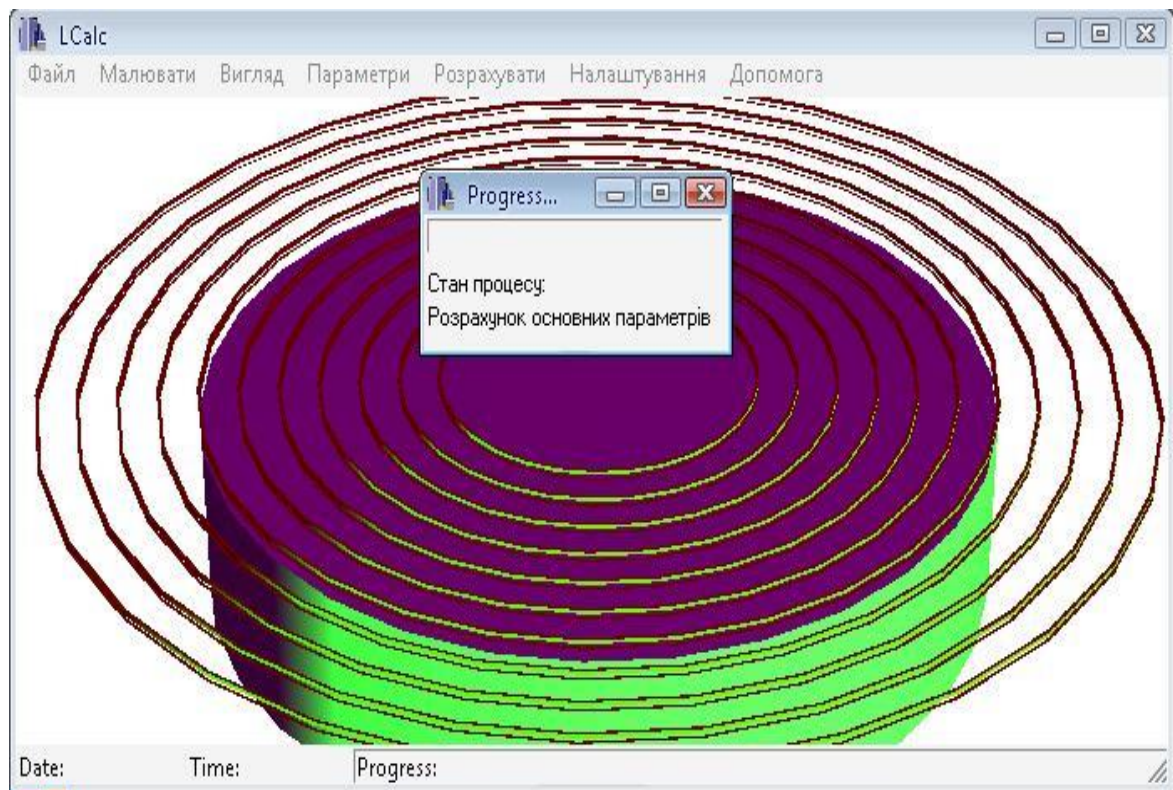 LCalc
Файл Малювати Вигляд Параметри Розрахувати Налаштування Допомога
Progress...
Стан процесу:
Розрахунок основних параметрів
Date: Time: Progress: